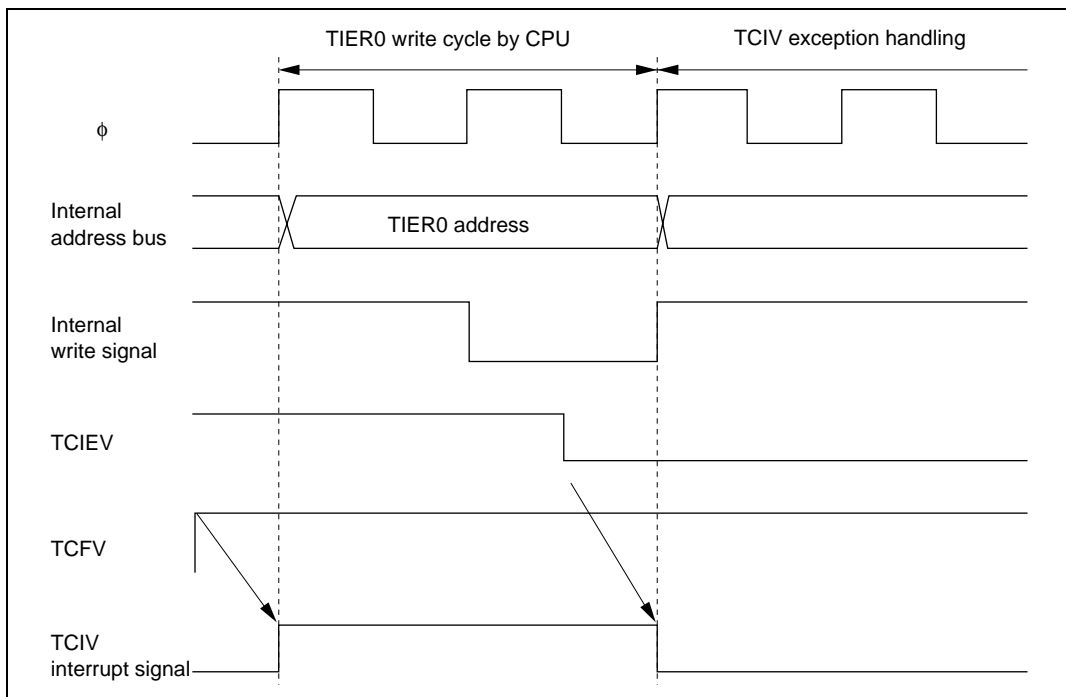 TIER0 write cycle by CPU
TCIV exception handling
ϕ
Internal
address bus
TIER0 address
Internal
write signal
TCIEV
TCFV
TCIV
interrupt signal